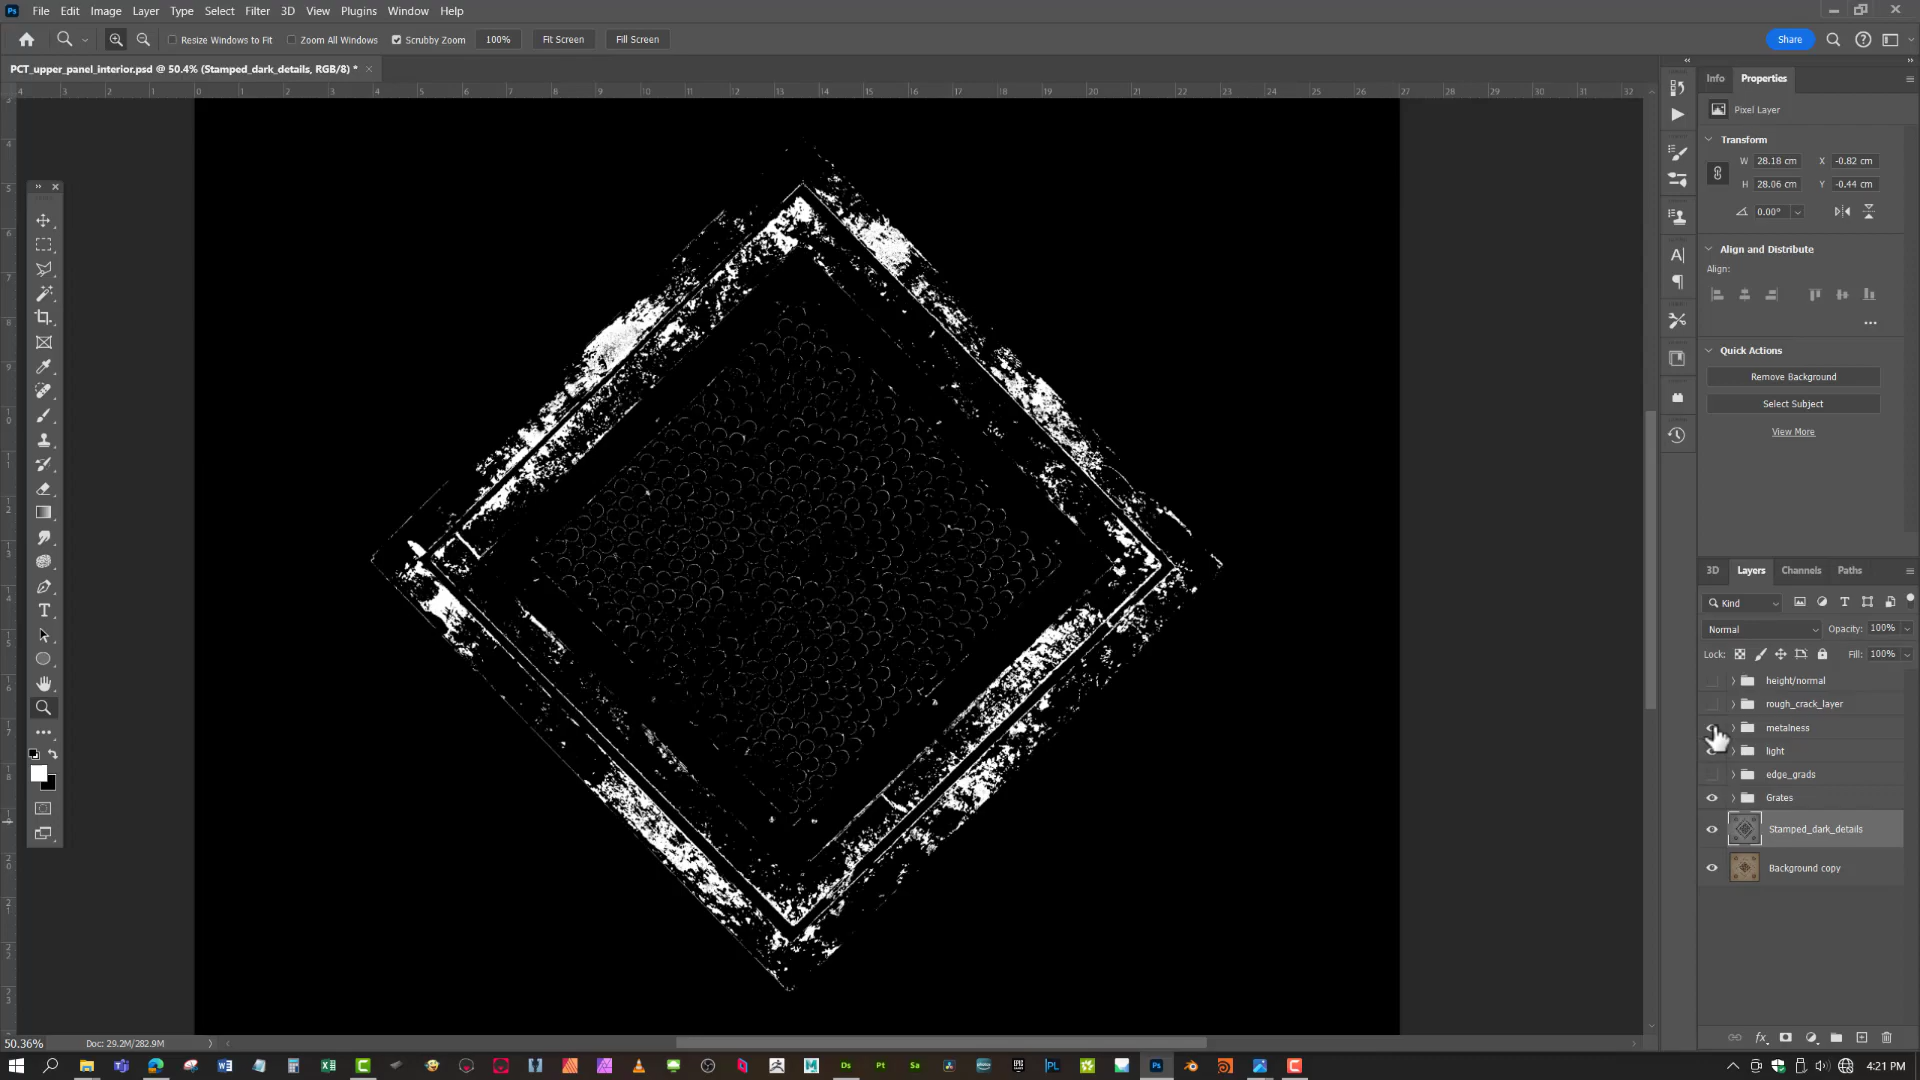 File Edit Image Layer Type Select Filter 3D View Plugins Window Help
Resize Windows to Fit Zoom All Windows Scrubby Zoom 100% Fit Screen Fill Screen Share
PCT_upper_panel_interior.psd @ 50.4% (Stamped_dark_details, RGB/8) *
Info Properties
Pixel Layer
Transform
W 28.18 cm X -0.82 cm
H 28.06 cm Y -0.44 cm
0.00°
Align and Distribute
Align:
Quick Actions
Remove Background
Select Subject
View More
3D Layers Channels Paths
Kind
Normal Opacity: 100%
Lock: Fill: 100%
height/normal
rough_crack_layer
metalness
light
edge_grads
Grates
Stamped_dark_details
Background copy
50.36% Doc: 29.2M/282.9M
4:21 PM